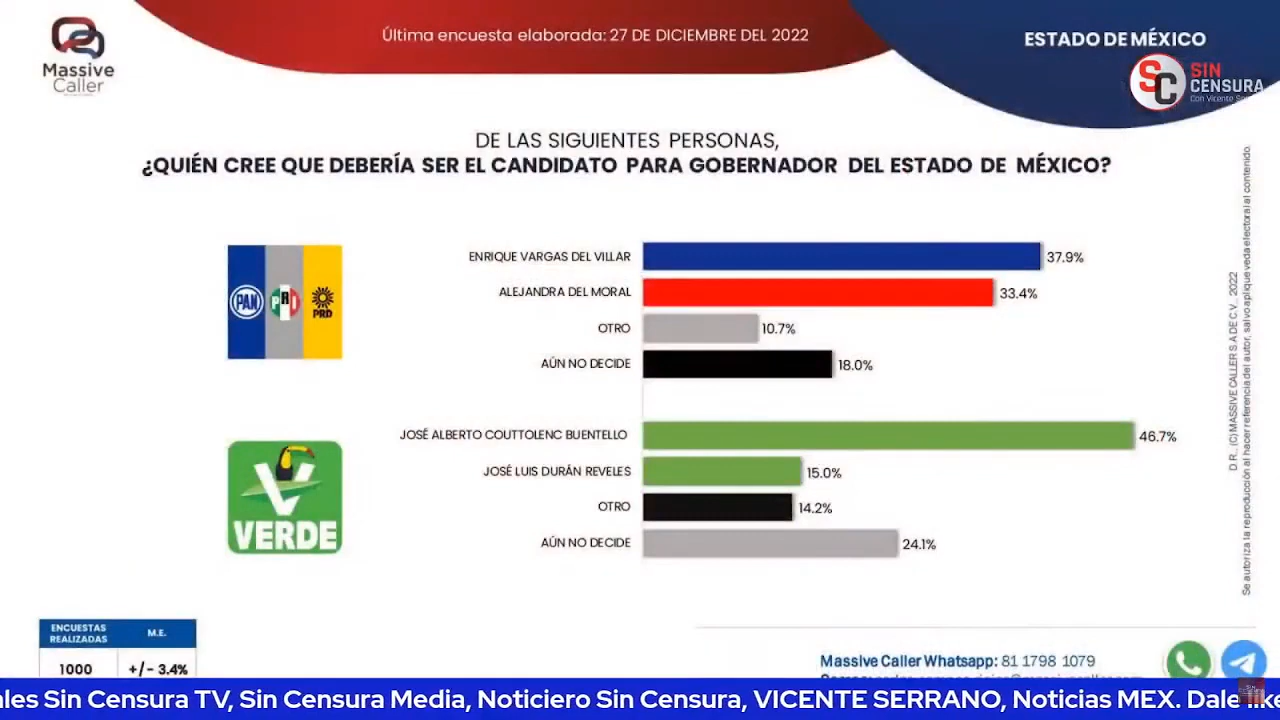 Massive
Caller
Última encuesta elaborada: 27 DE DICIEMBRE DEL 2022
ESTADO DE MÉXICO
SC
SIN
CENSURA
Con Vicente
DE LAS SIGUIENTES PERSONAS,
¿QUIÉN CREE QUE DEBERÍA SER EL CANDIDATO PARA GOBERNADOR DEL ESTADO DE MÉXICO?
PAN
PRI
PRD
ENRIQUE VARGAS DEL VILLAR 37.9%
ALEJANDRA DEL MORAL 33.4%
OTRO 10.7%
AÚN NO DECIDE 18.0%
VERDE
JOSÉ ALBERTO COUTTOLENC BUENTELLO 46.7%
JOSÉ LUIS DURÁN REVELES 15.0%
OTRO 14.2%
AÚN NO DECIDE 24.1%
D.R., (C) MASSIVE CALLER S.A DE C.V., 2022
Se autoriza la reproducción al hacer referencia del autor, salvo aplique veda electoral al contenido.
ENCUESTAS REALIZADAS M.E.
1000 +/- 3.4%
Massive Caller Whatsapp: 81 1798 1079
les Sin Censura TV, Sin Censura Media, Noticiero Sin Censura, VICENTE SERRANO, Noticias MEX. Dale